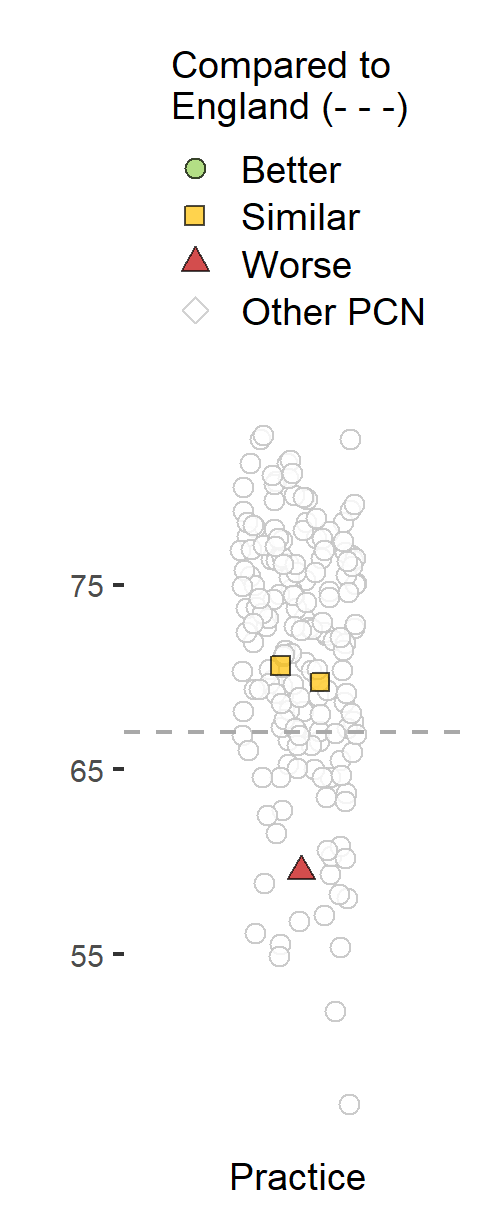 Compared to
England (- - -)
Better
Similar
Worse
Other PCN
75
65
55
Practice